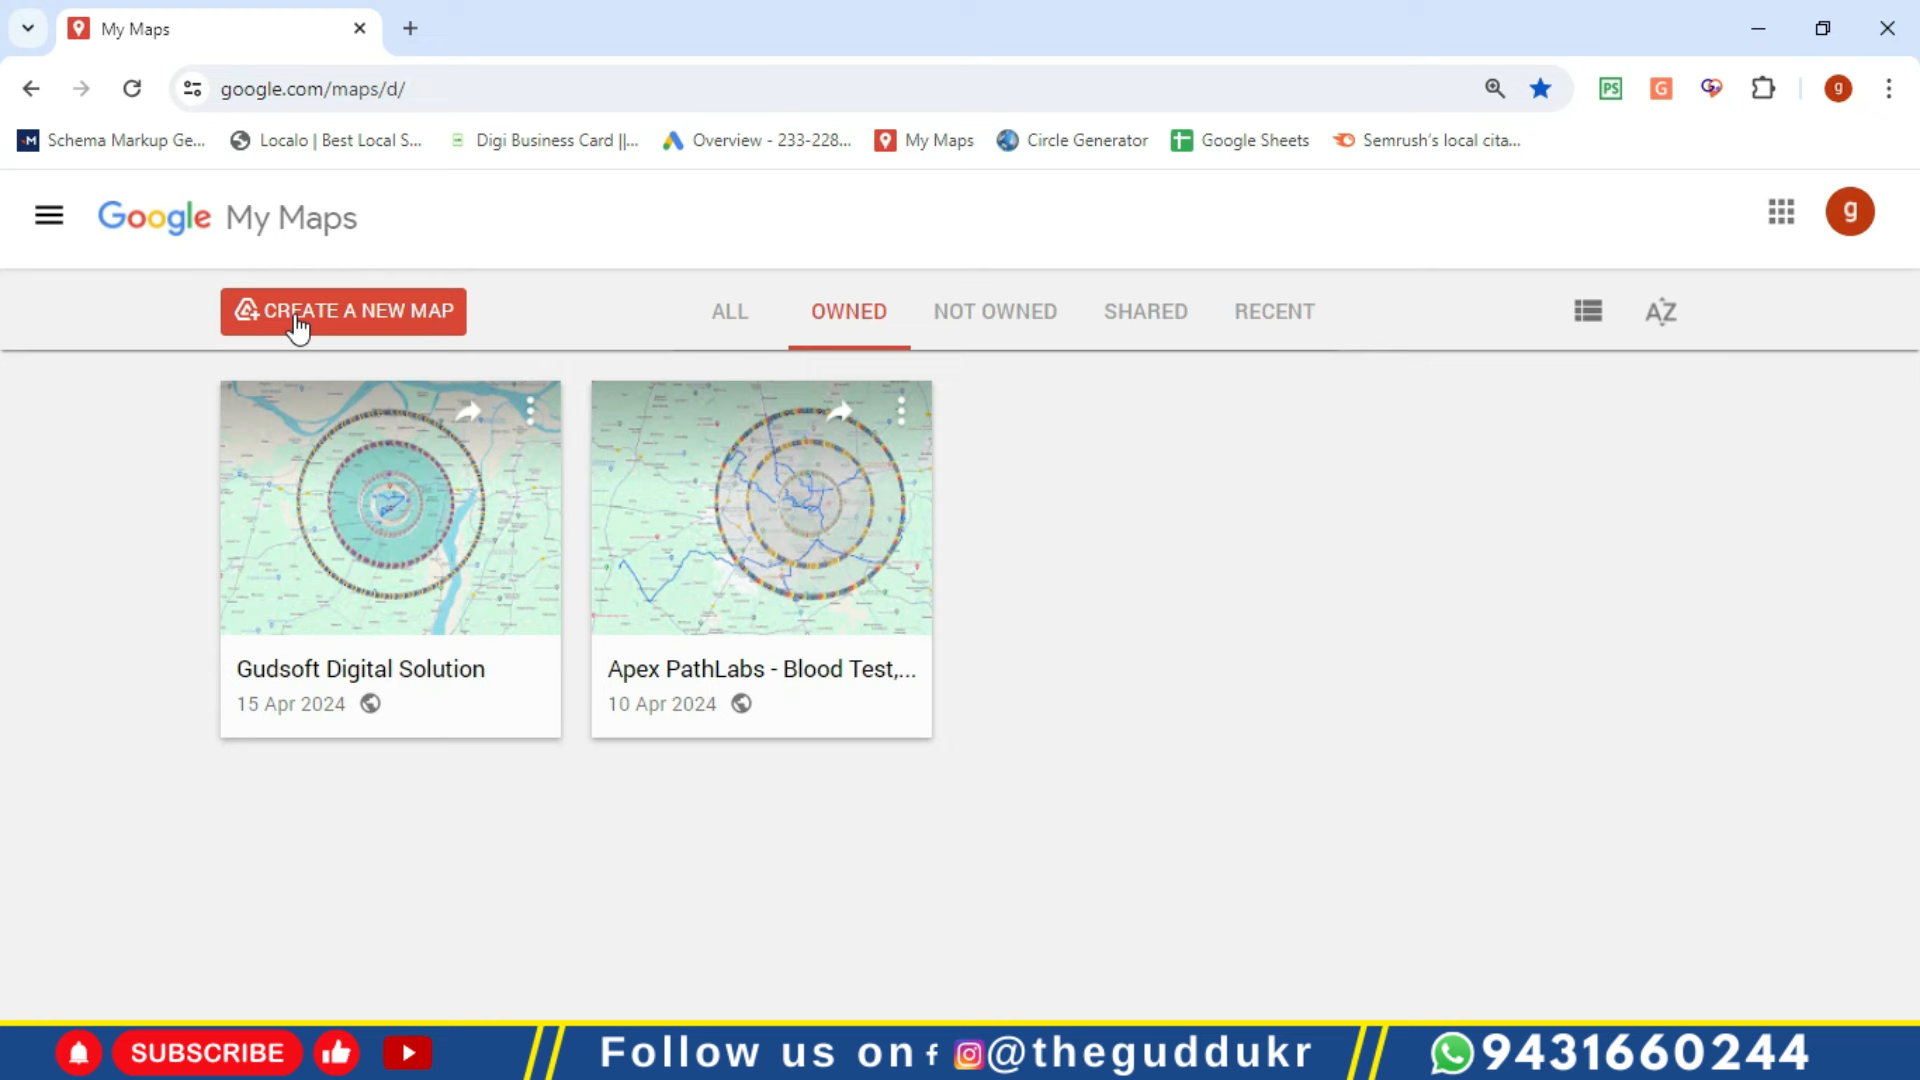 My Maps
google.com/maps/d/
PS
G
g
Schema Markup Ge...
Localo | Best Local S...
Digi Business Card ||...
Overview - 233-228...
My Maps
Circle Generator
Google Sheets
Semrush's local cita...
Google My Maps
g
CREATE A NEW MAP
ALL
OWNED
NOT OWNED
SHARED
RECENT
AZ
Gudsoft Digital Solution
15 Apr 2024
Apex PathLabs - Blood Test,...
10 Apr 2024
SUBSCRIBE
Follow us on f @theguddukr
9431660244